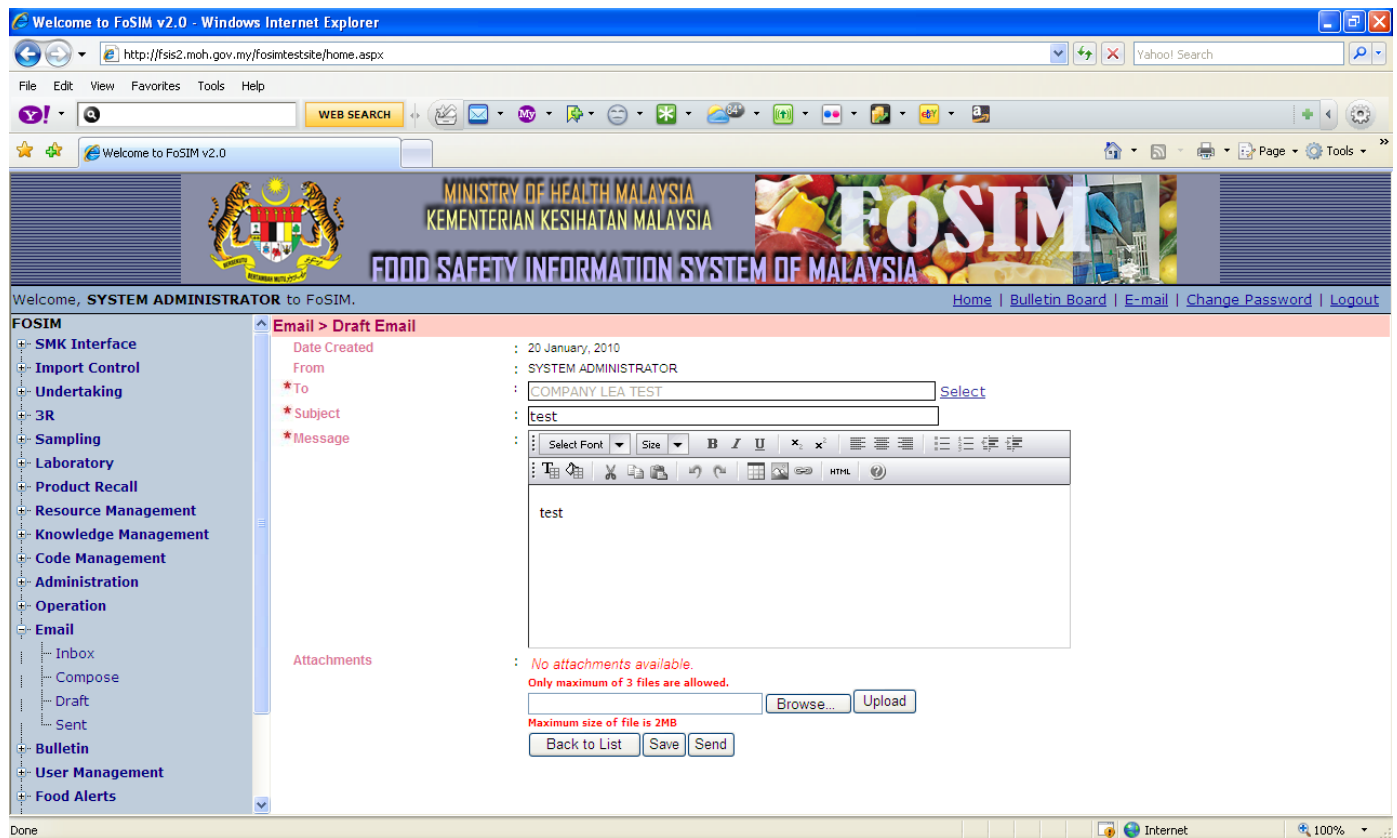 Welcome to FoSIM v2.0 - Windows Internet Explorer
http://fsis2.moh.gov.my/fosimtestsite/home.aspx
Yahoo! Search
File Edit View Favorites Tools Help
Y! WEB SEARCH My 84° eBY a
Welcome to FoSIM v2.0
Page Tools
MINISTRY OF HEALTH MALAYSIA
KEMENTERIAN KESIHATAN MALAYSIA
FoSIM
FOOD SAFETY INFORMATION SYSTEM OF MALAYSIA
Welcome, SYSTEM ADMINISTRATOR to FoSIM.
Home | Bulletin Board | E-mail | Change Password | Logout
FOSIM
SMK Interface
Import Control
Undertaking
3R
Sampling
Laboratory
Product Recall
Resource Management
Knowledge Management
Code Management
Administration
Operation
Email
Inbox
Compose
Draft
Sent
Bulletin
User Management
Food Alerts
Email > Draft Email
Date Created : 20 January, 2010
From : SYSTEM ADMINISTRATOR
*To : COMPANY LEA TEST Select
*Subject : test
*Message :
Select Font Size B I U x₂ x²
HTML
test
Attachments : No attachments available.
Only maximum of 3 files are allowed.
Browse... Upload
Maximum size of file is 2MB
Back to List Save Send
Done
Internet
100%